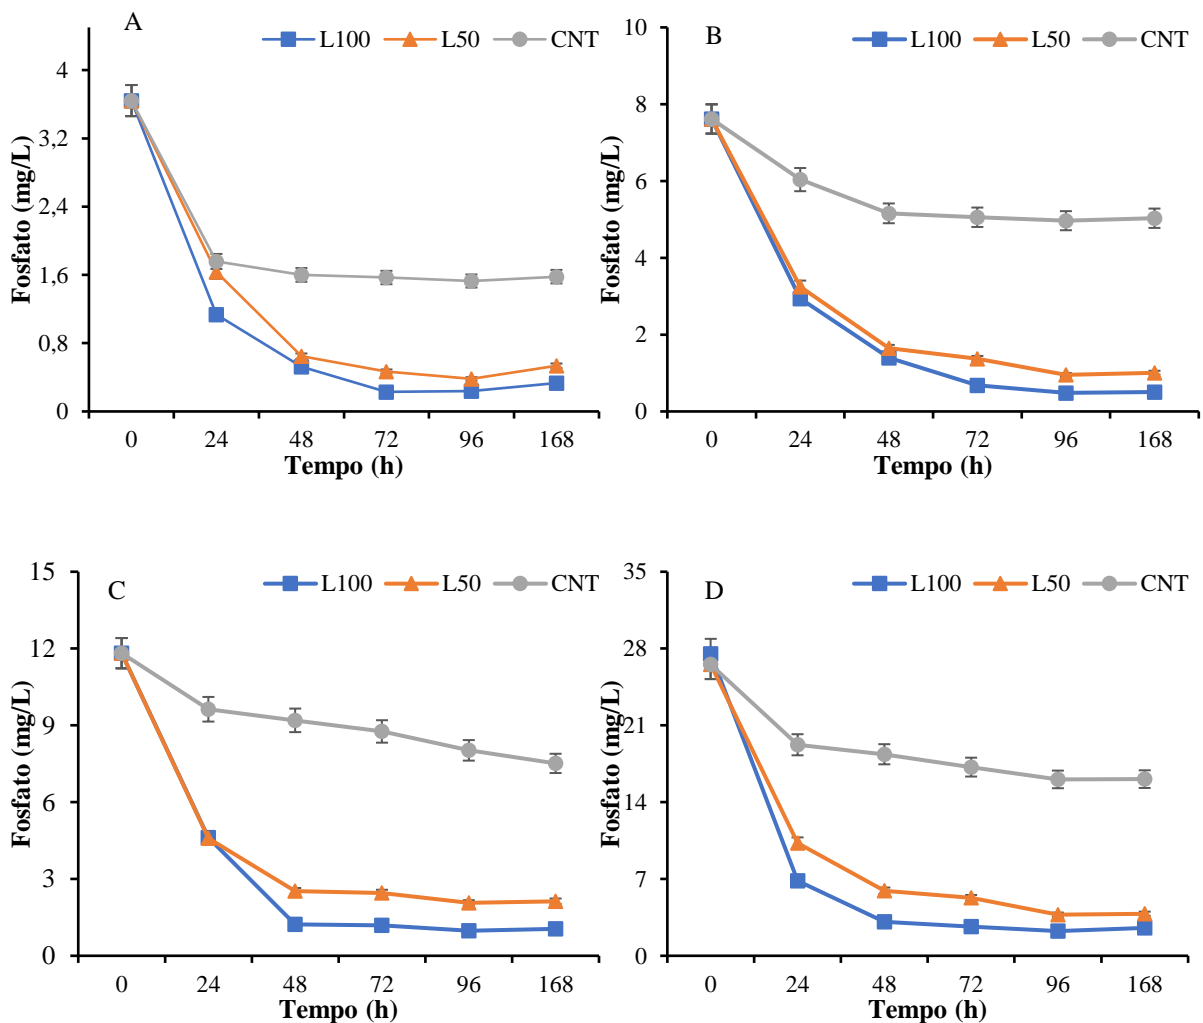 A
L100 L50 CNT
4
3,2
2,4
1,6
0,8
0
Fosfato (mg/L)
0 24 48 72 96 168
Tempo (h)
B
L100 L50 CNT
10
8
6
4
2
0
Fosfato (mg/L)
0 24 48 72 96 168
Tempo (h)
C
L100 L50 CNT
15
12
9
6
3
0
Fosfato (mg/L)
0 24 48 72 96 168
Tempo (h)
D
L100 L50 CNT
35
28
21
14
7
0
Fosfato (mg/L)
0 24 48 72 96 168
Tempo (h)